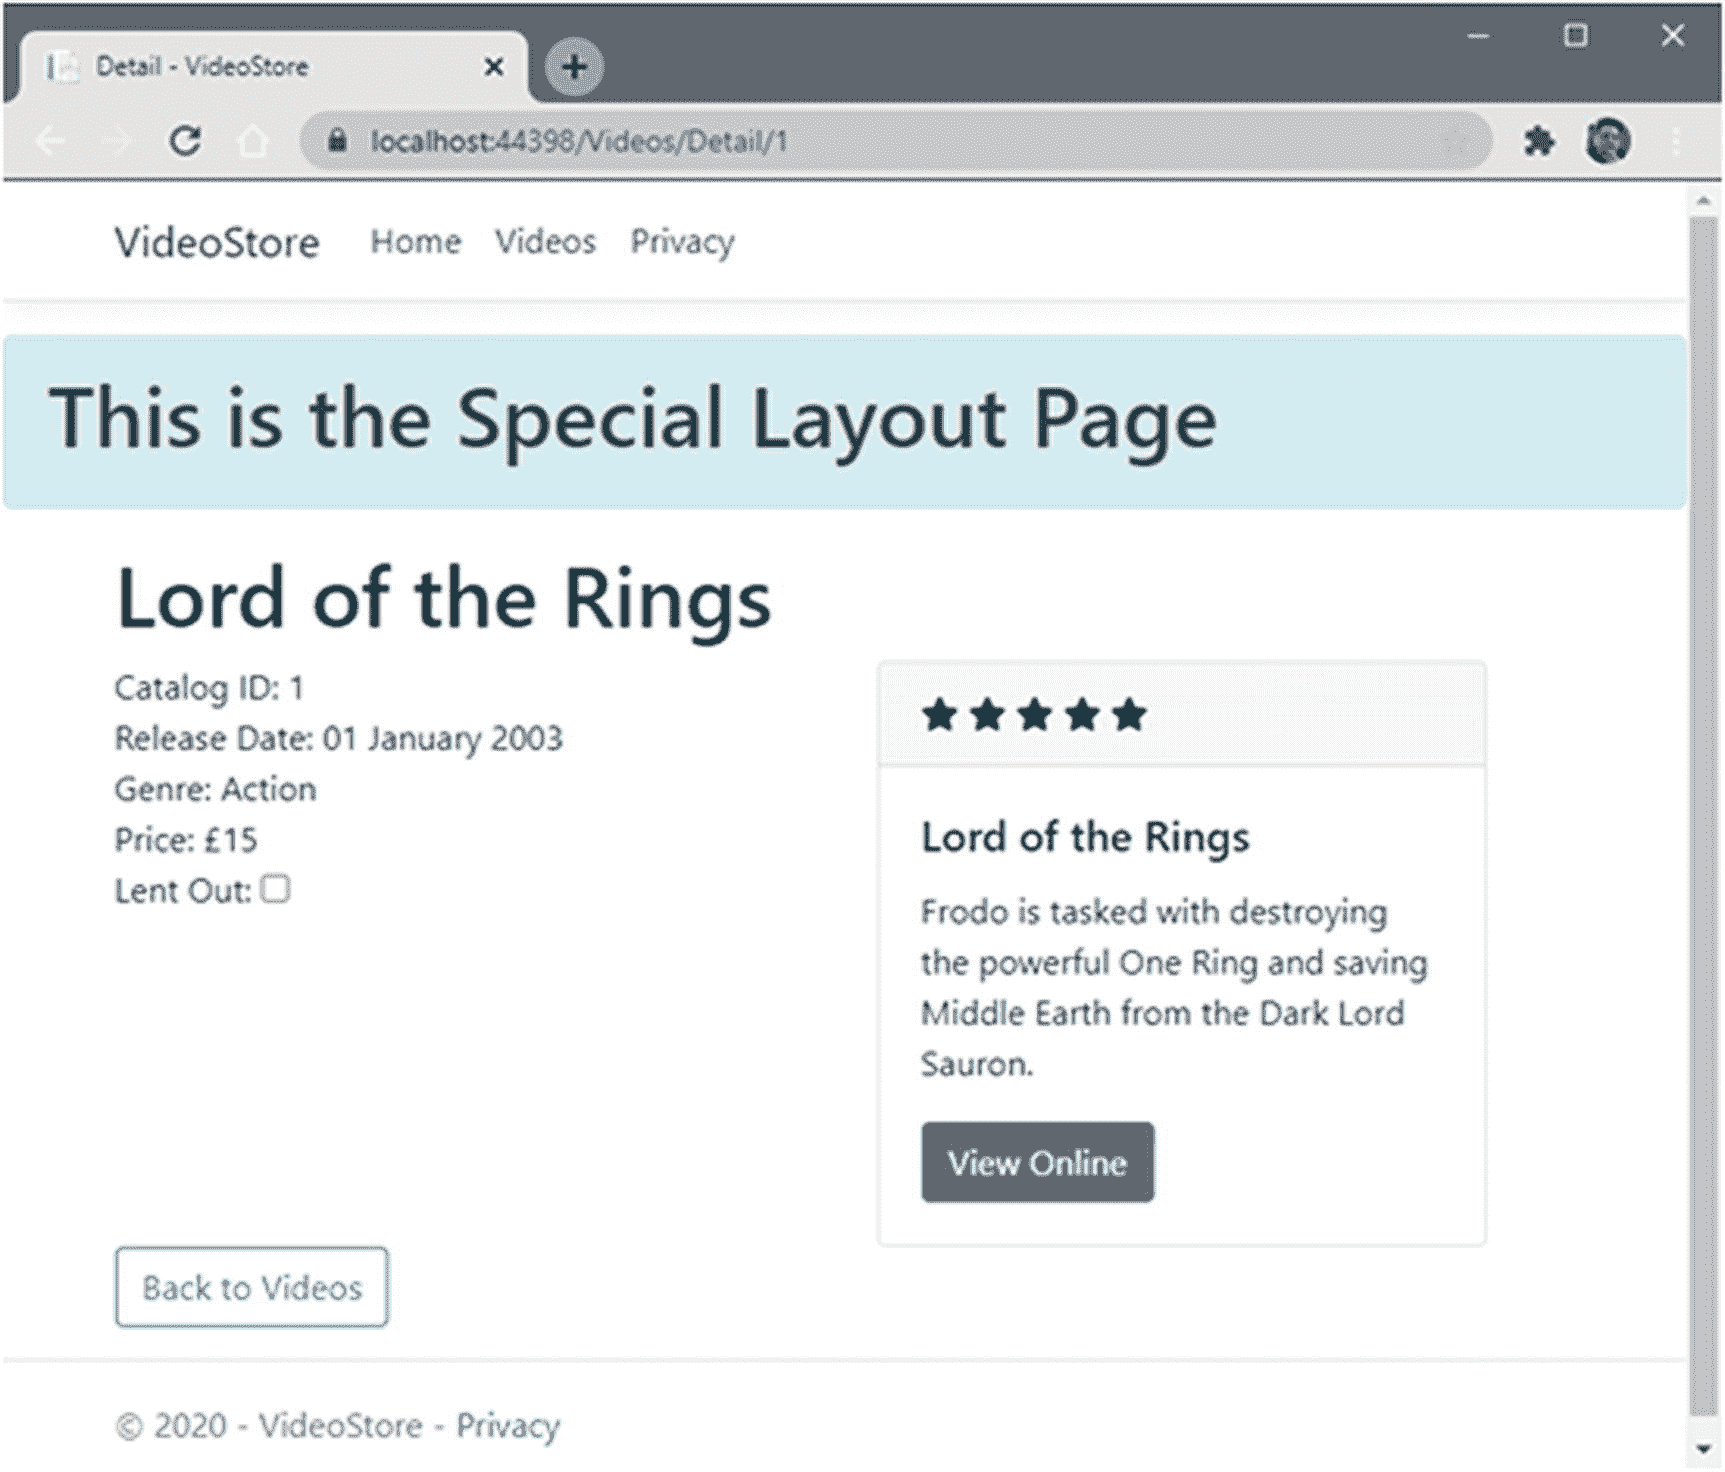 Detail - VideoStore
localhost:44398/Videos/Detail/1
VideoStore Home Videos Privacy
This is the Special Layout Page
Lord of the Rings
Catalog ID: 1
Release Date: 01 January 2003
Genre: Action
Price: £15
Lent Out:
Lord of the Rings
Frodo is tasked with destroying
the powerful One Ring and saving
Middle Earth from the Dark Lord
Sauron.
View Online
Back to Videos
© 2020 - VideoStore - Privacy